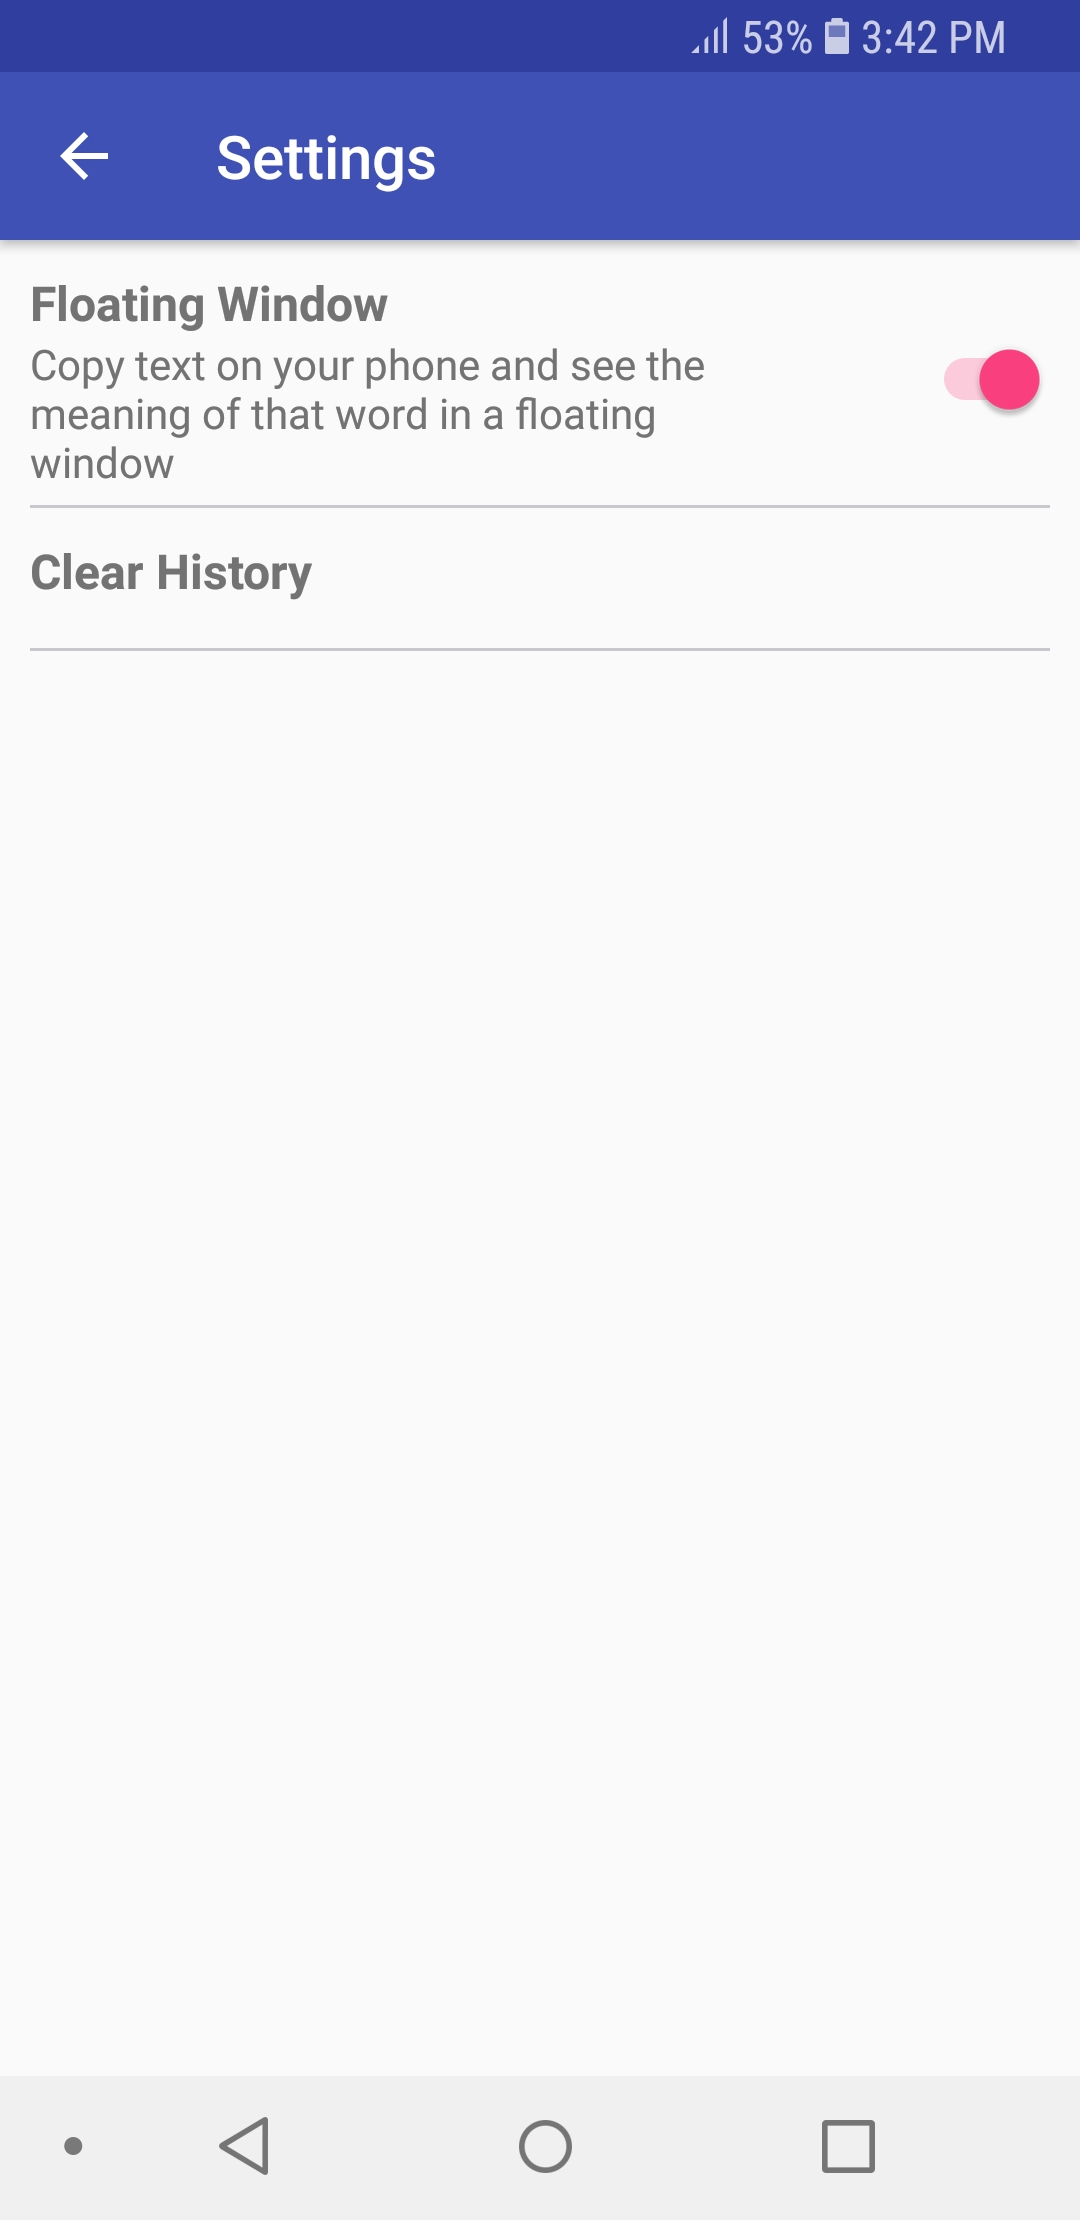 53% 3:42 PM
Settings
Floating Window
Copy text on your phone and see the
meaning of that word in a floating
window
Clear History